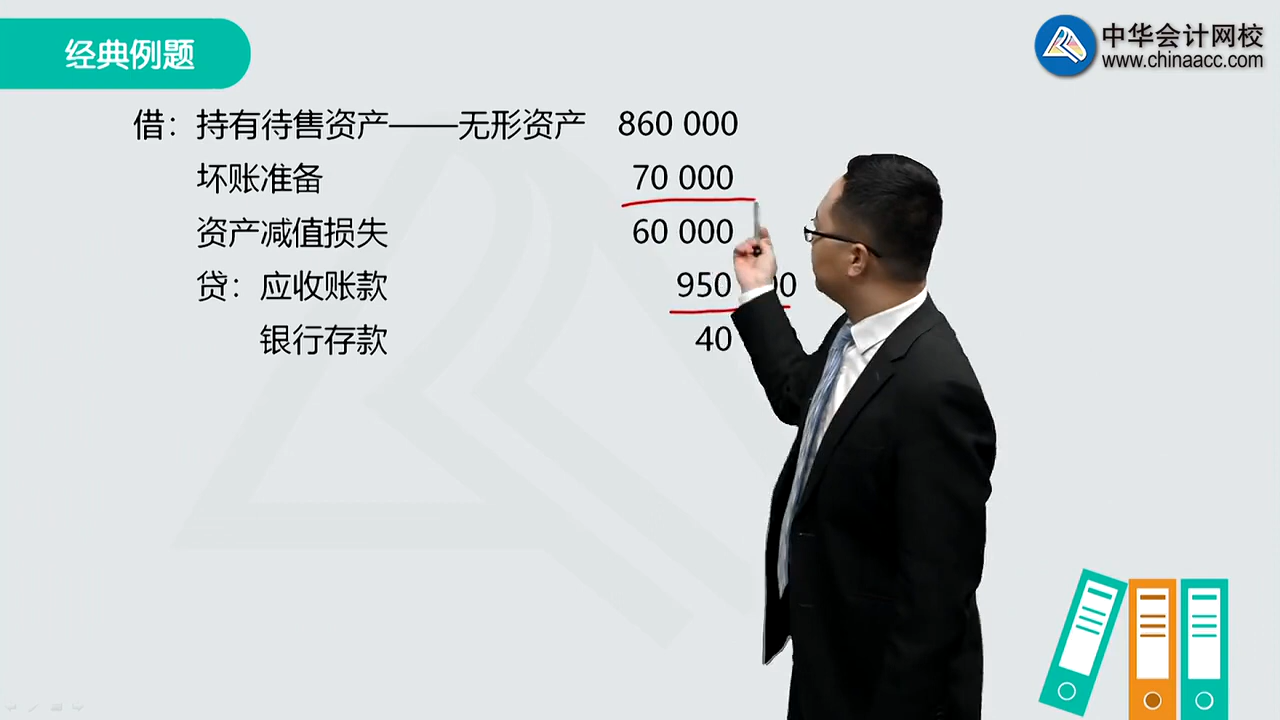 经典例题
中华会计网校
www.chinaacc.com
借：持有待售资产——无形资产 860 000
坏账准备 70 000
资产减值损失 60 000
贷：应收账款 950
银行存款 40